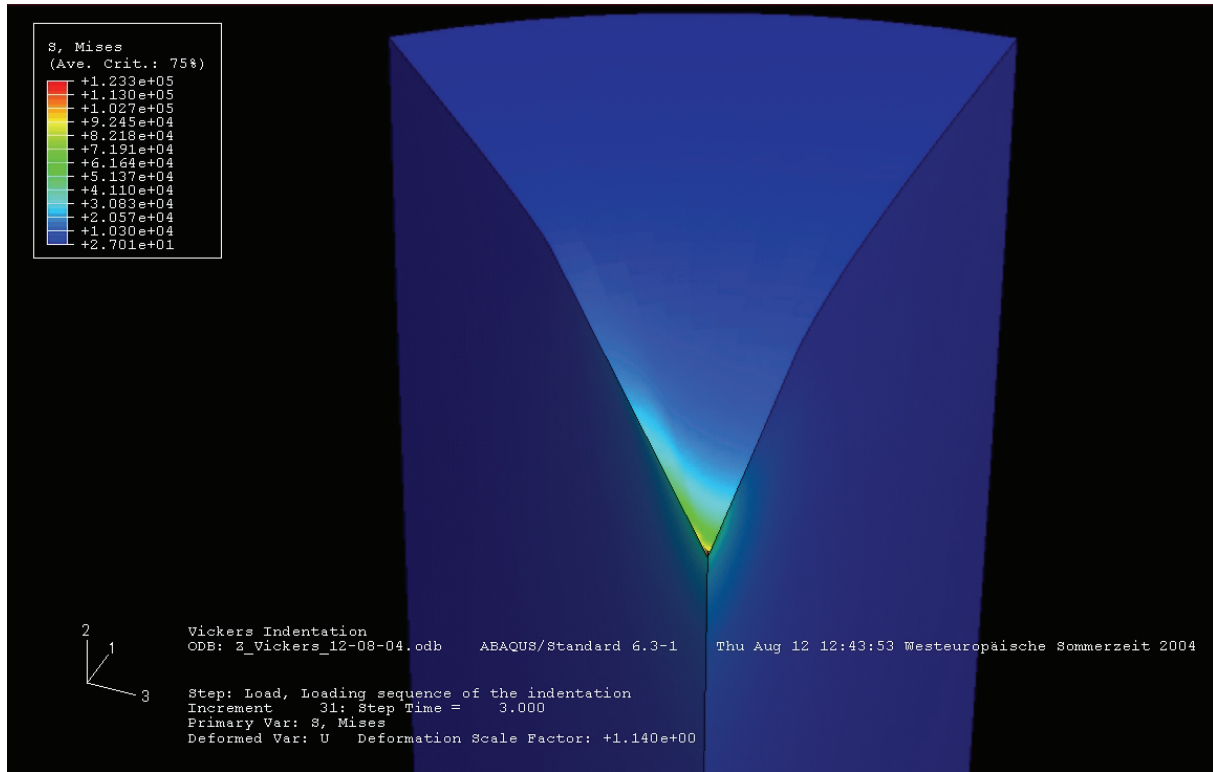 S, Mises
(Ave. Crit.: 75%)
+1.233e+05
+1.130e+05
+1.027e+05
+9.245e+04
+8.218e+04
+7.191e+04
+6.164e+04
+5.137e+04
+4.110e+04
+3.083e+04
+2.057e+04
+1.030e+04
+2.701e+01
2
1
3
Vickers Indentation
ODB: Z_Vickers_12-08-04.odb ABAQUS/Standard 6.3-1 Thu Aug 12 12:43:53 Westeuropäische Sommerzeit 2004
Step: Load, Loading sequence of the indentation
Increment 31: Step Time = 3.000
Primary Var: S, Mises
Deformed Var: U Deformation Scale Factor: +1.140e+00